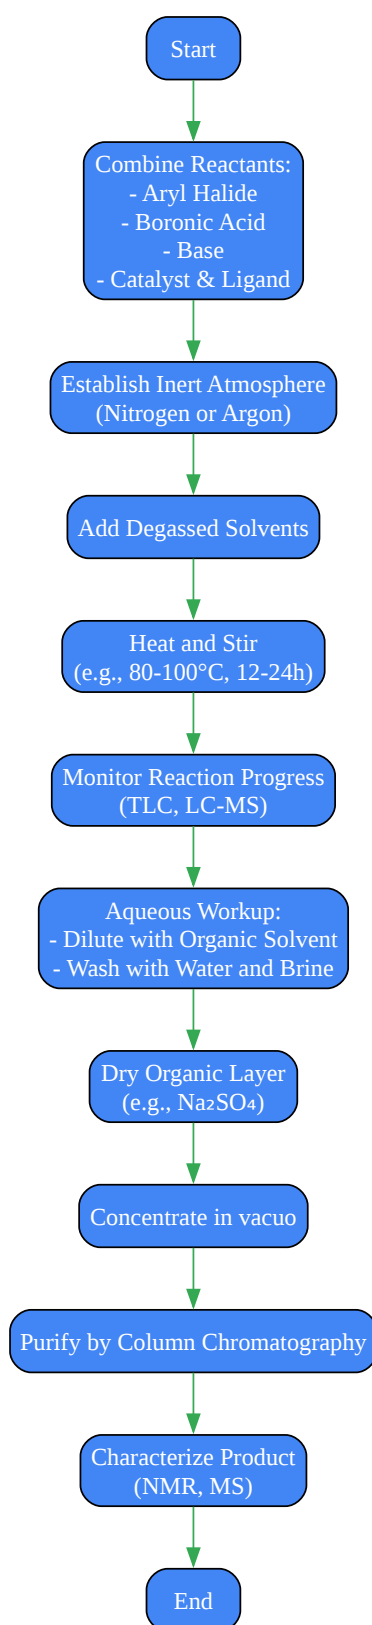 Start
Combine Reactants:
- Aryl Halide
- Boronic Acid
- Base
- Catalyst & Ligand
Establish Inert Atmosphere
(Nitrogen or Argon)
Add Degassed Solvents
Heat and Stir
(e.g., 80-100°C, 12-24h)
Monitor Reaction Progress
(TLC, LC-MS)
Aqueous Workup:
- Dilute with Organic Solvent
- Wash with Water and Brine
Dry Organic Layer
(e.g., Na₂SO₄)
Concentrate in vacuo
Purify by Column Chromatography
Characterize Product
(NMR, MS)
End